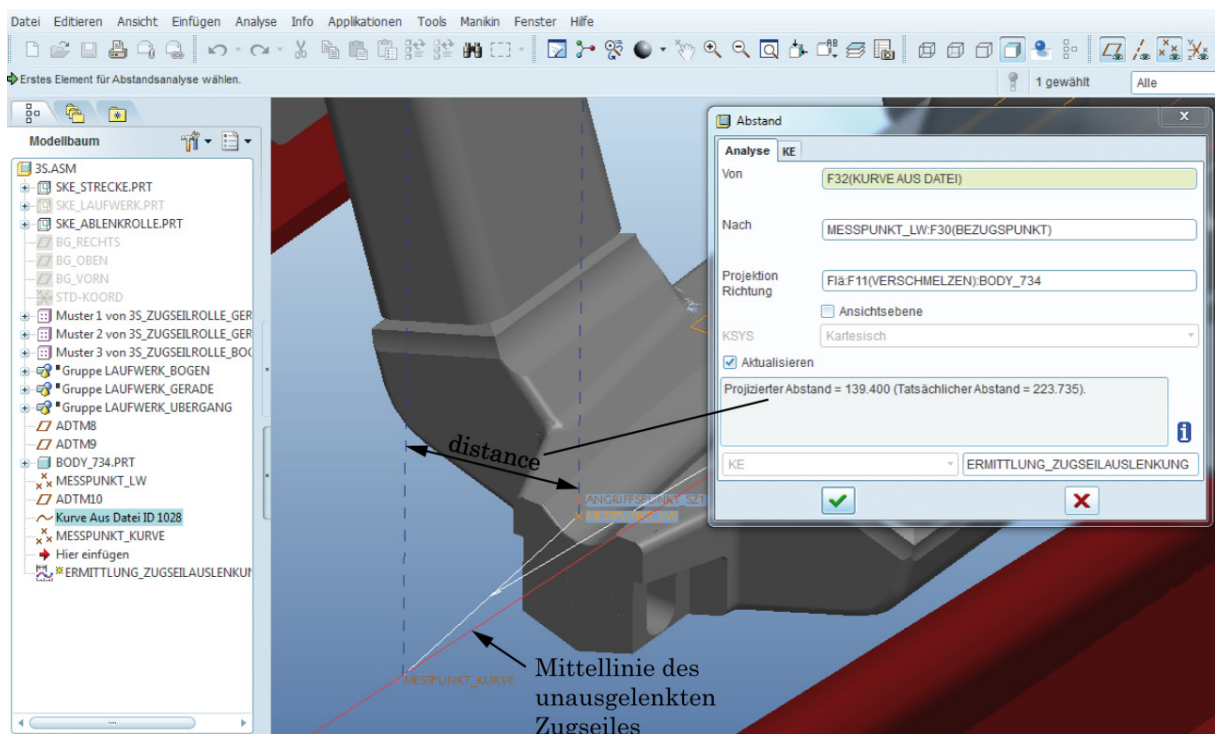 Datei Editieren Ansicht Einfügen Analyse Info Applikationen Tools Manikin Fenster Hilfe
Erstes Element für Abstandsanalyse wählen.
1 gewählt
Alle
Modellbaum
3S.ASM
SKE_STRECKE.PRT
SKE_LAUFWERK.PRT
SKE_ABLENKROLLE.PRT
BG_RECHTS
BG_OBEN
BG_VORN
STD-KOORD
Muster 1 von 3S_ZUGSEILROLLE_GER
Muster 2 von 3S_ZUGSEILROLLE_GER
Muster 3 von 3S_ZUGSEILROLLE_BOG
Gruppe LAUFWERK_BOGEN
Gruppe LAUFWERK_GERADE
Gruppe LAUFWERK_UBERGANG
ADTM8
ADTM9
BODY_734.PRT
MESSPUNKT_LW
ADTM10
Kurve Aus Datei ID 1028
MESSPUNKT_KURVE
Hier einfügen
ERMITTLUNG_ZUGSEILAUSLENKUN
Abstand
Analyse KE
Von
F32(KURVE AUS DATEI)
Nach
MESSPUNKT_LW:F30(BEZUGSPUNKT)
Projektion
Richtung
Flä:F11(VERSCHMELZEN):BODY_734
Ansichtsebene
KSYS
Kartesisch
Aktualisieren
Projizierter Abstand = 139.400 (Tatsächlicher Abstand = 223.735).
KE
ERMITTLUNG_ZUGSEILAUSLENKUNG
distance
ANGRIFFSPUNKT_SZ1
MESSPUNKT_LW
MESSPUNKT_KURVE
Mittellinie des
unausgelenkten
Zugseiles